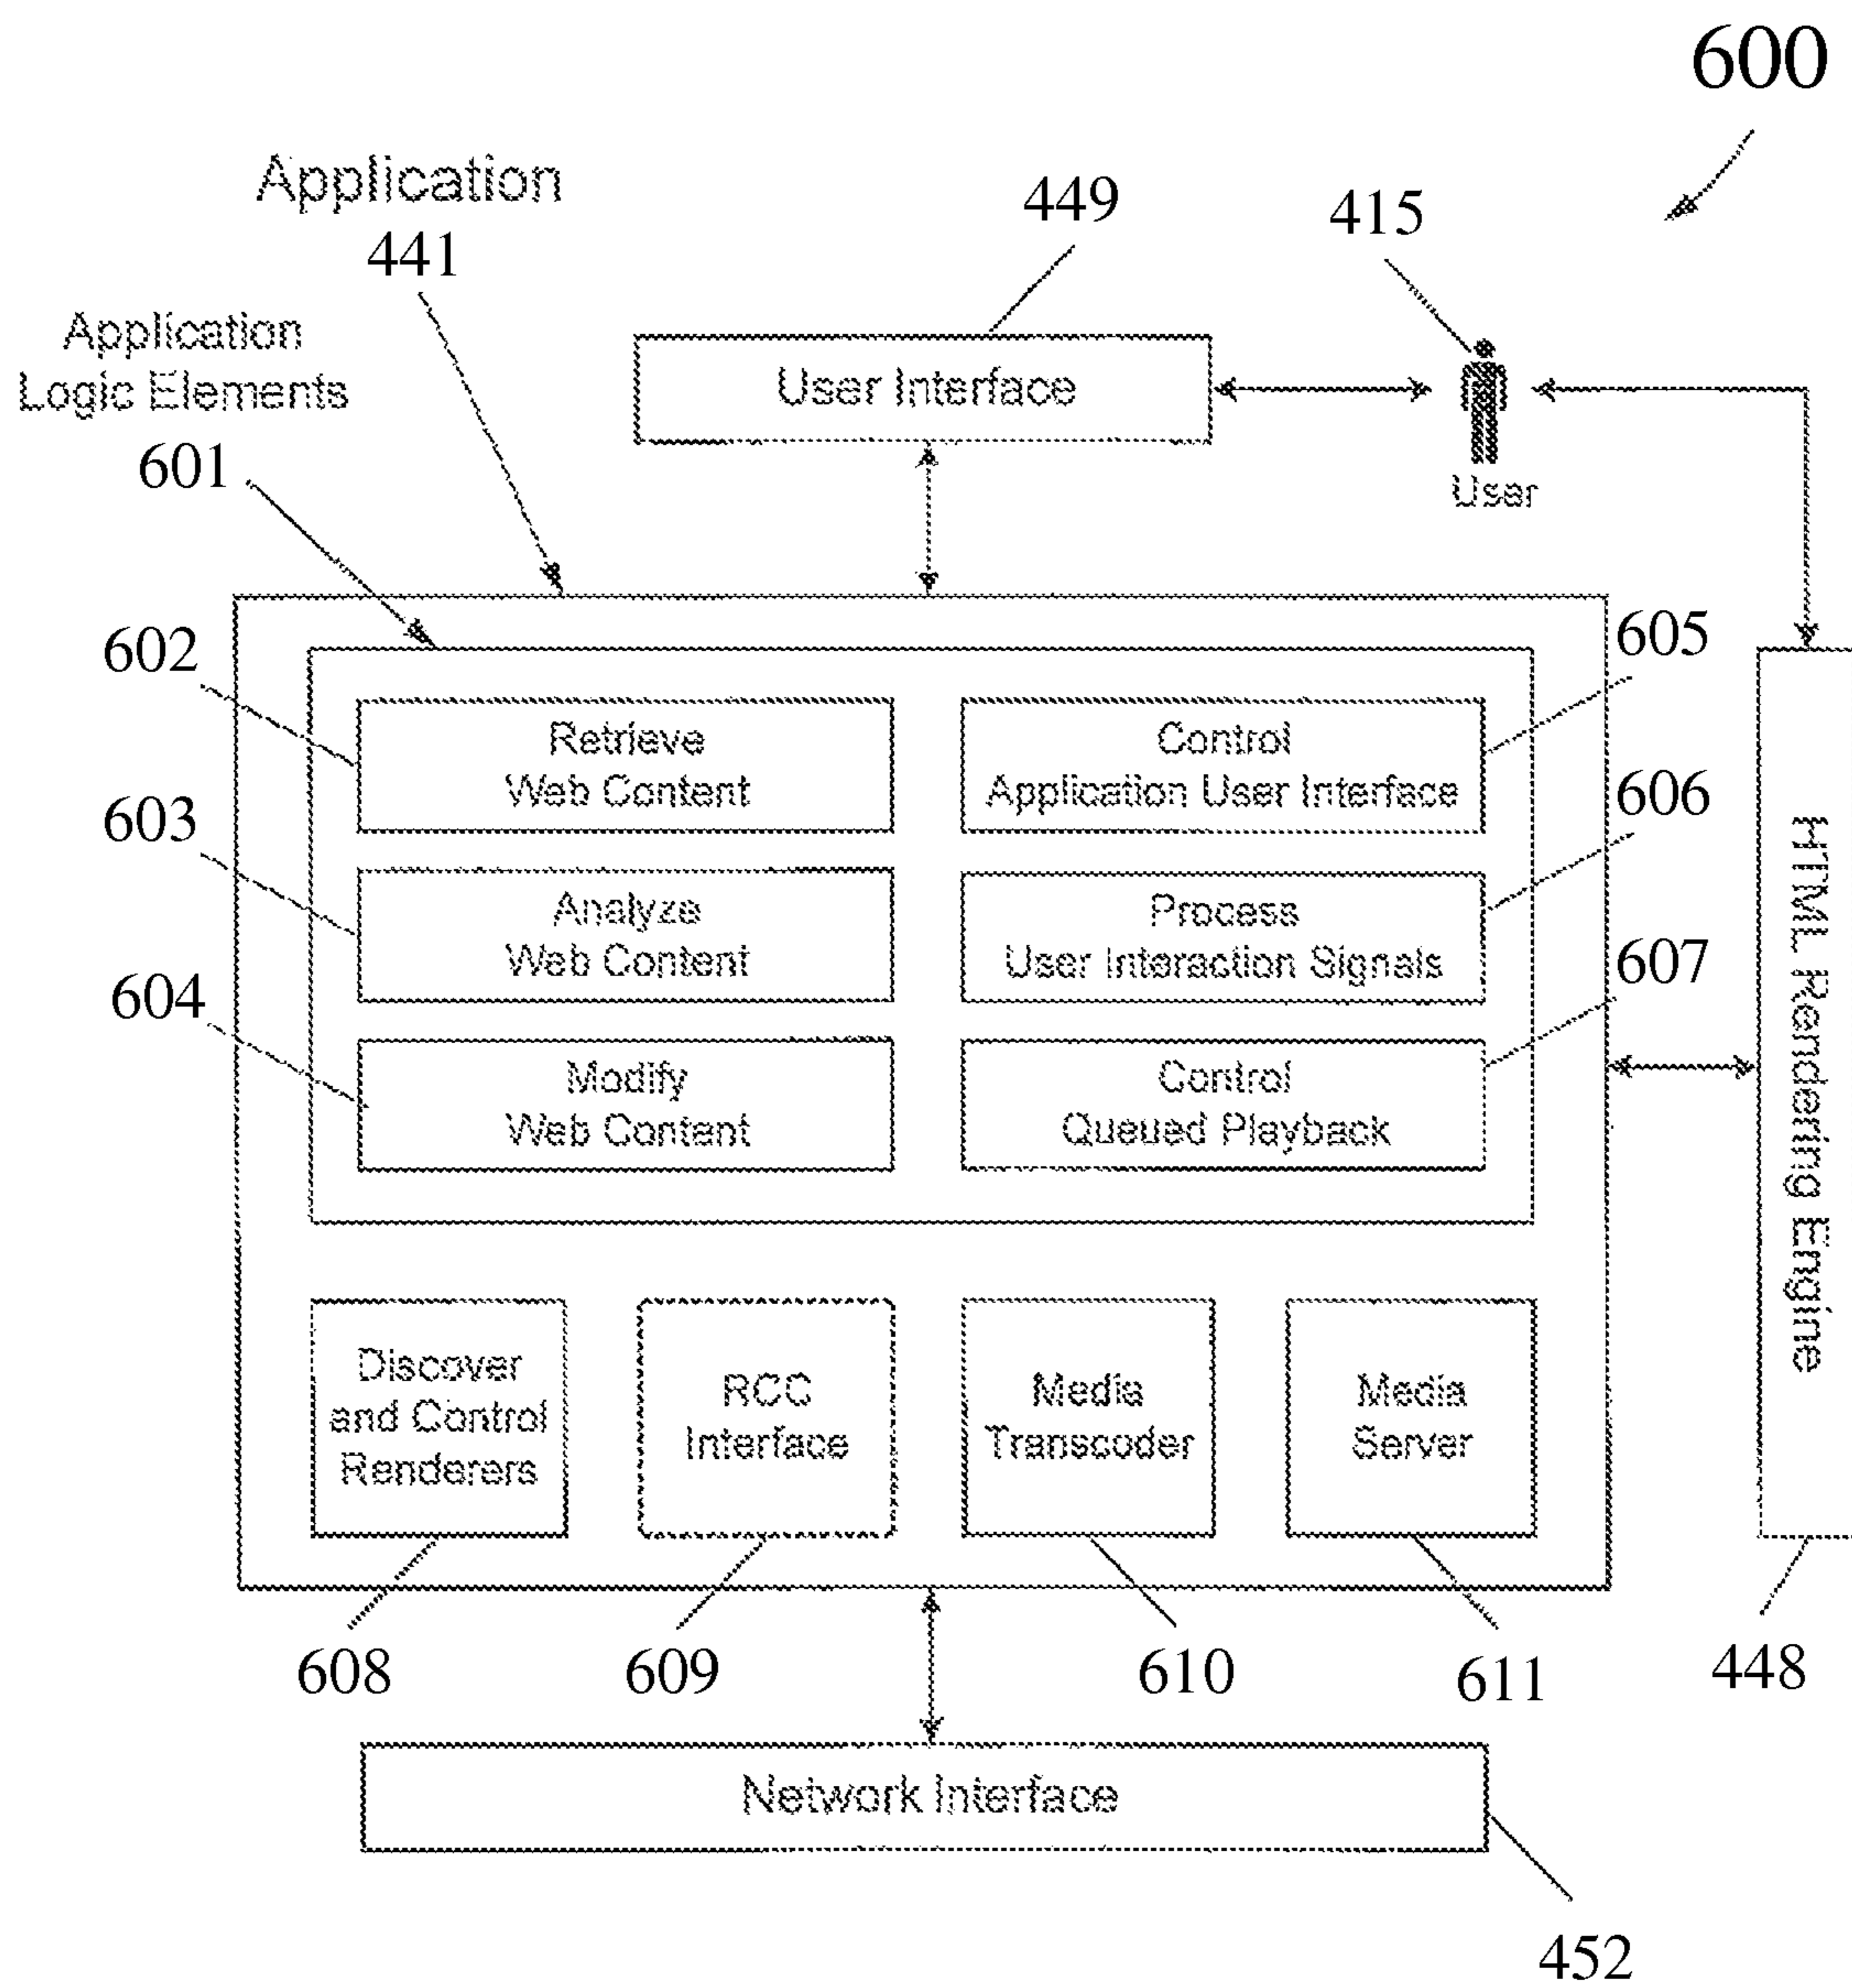 600
Application
441
449
415
Application
Logic Elements
601
User Interface
User
602
603
604
605
606
607
Retrieve
Web Content
Control
Application User Interface
Analyze
Web Content
Process
User Interaction Signals
Modify
Web Content
Control
Queued Playback
HTML Rendering Engine
Discover
and Control
Renderers
RCC
Interface
Media
Transcoder
Media
Server
608
609
610
611
448
Network Interface
452